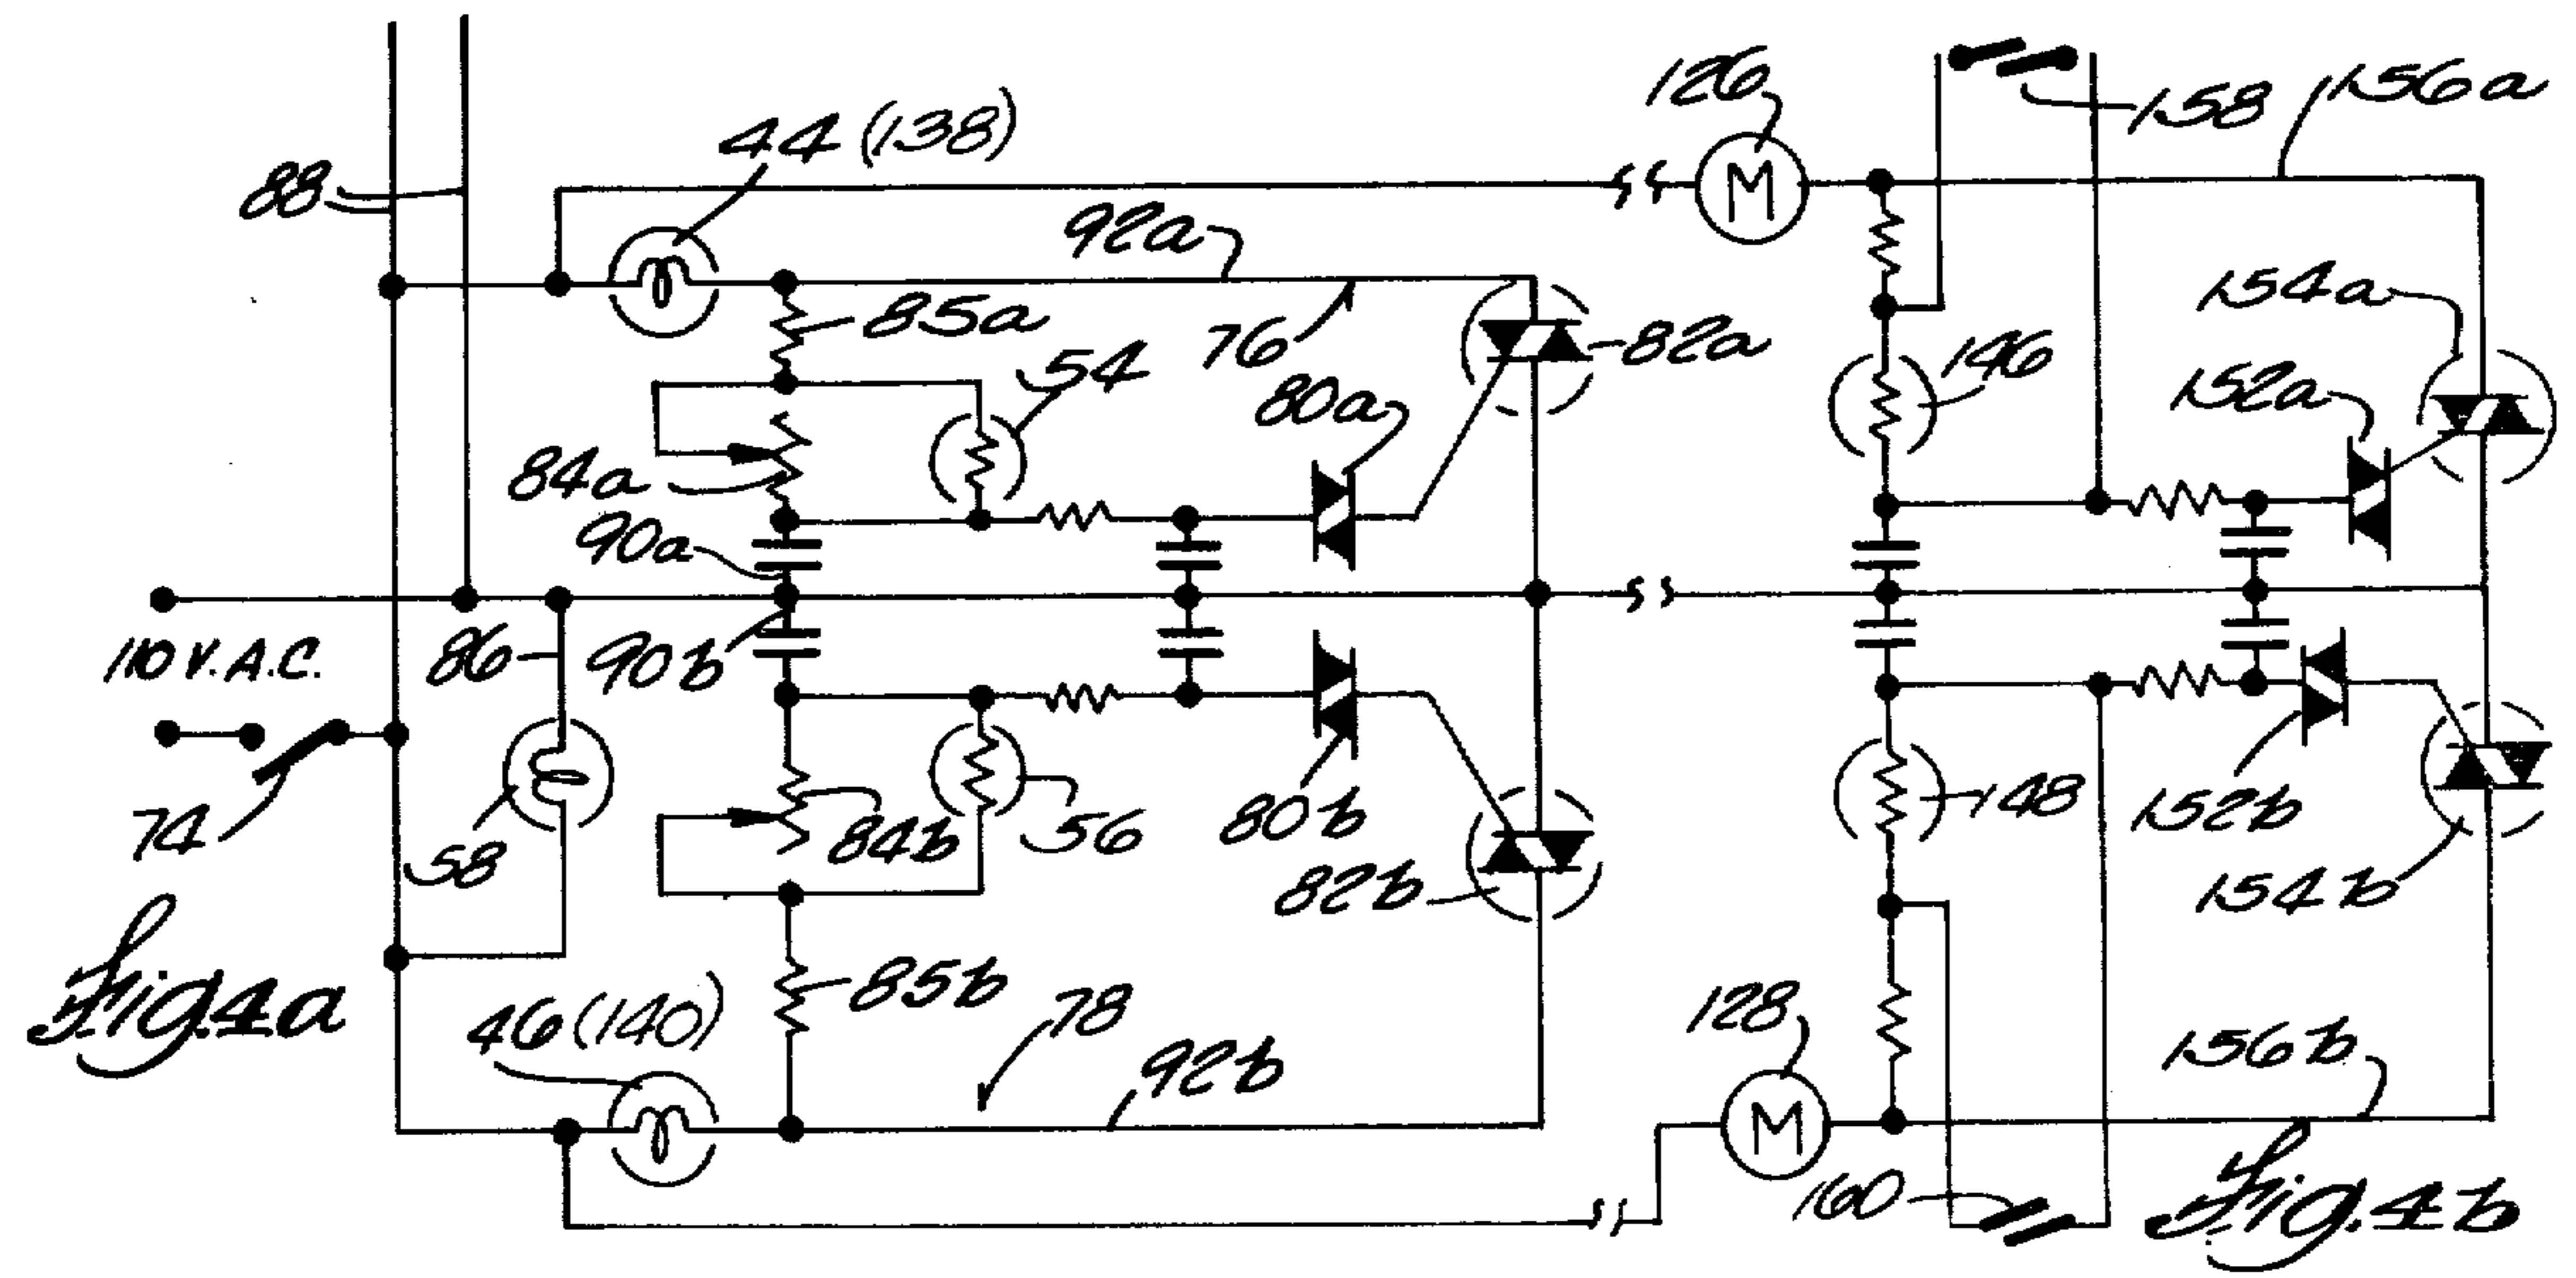 126
158
156a
44 (138)
88
92a
M
154a
85a
76
82a
146
54
152a
80a
84a
90a
110 V. A.C.
86
90b
74
58
84b
56
80b
148
152b
82b
154b
Fig. 4a
85b
46 (140)
78
128
156b
92b
M
160
Fig. 4b